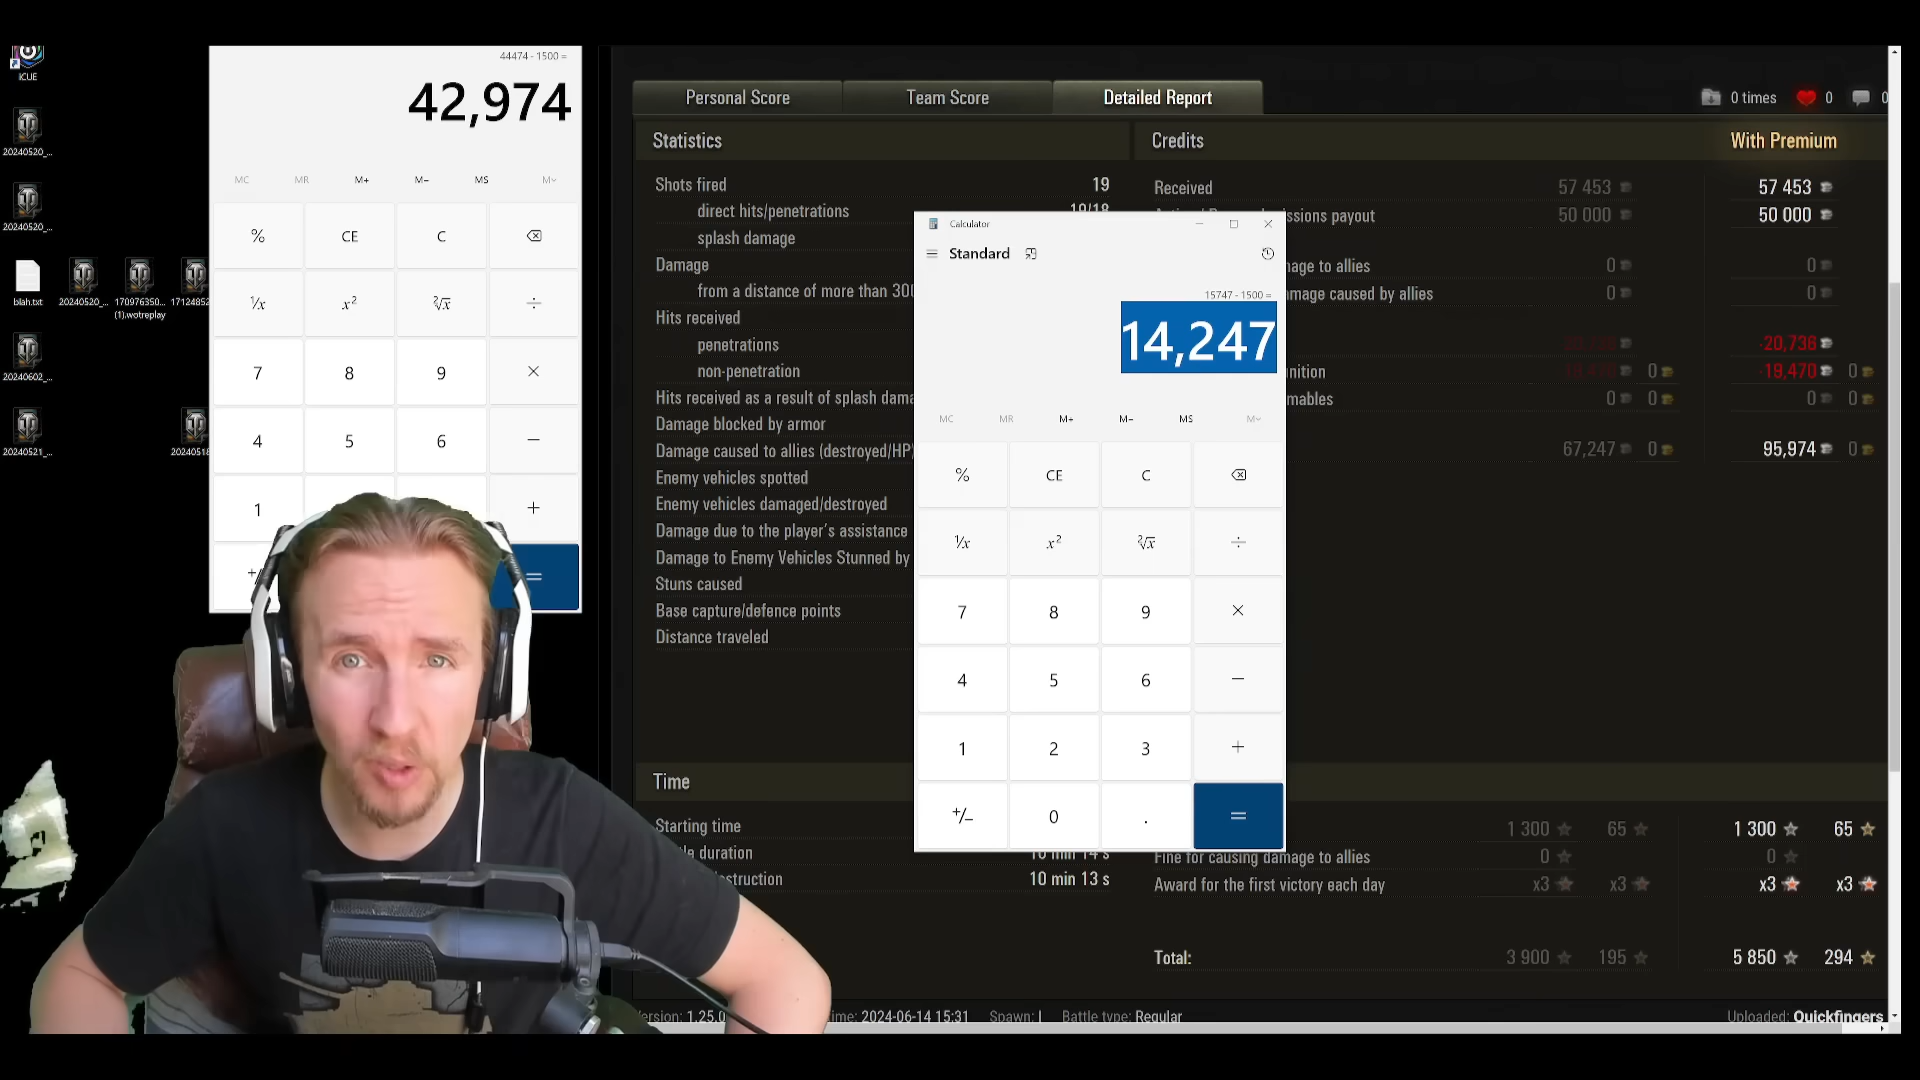 iCUE
20240520_...
20240520_...
blah.txt
20240520_...
170976350...
(1).wotreplay
17124852
20240602_...
20240521_...
20240518
44474 - 1500 =
42,974
MC MR M+ M− MS M˅
% CE C
¹/x x² ²√x ÷
7 8 9 ×
4 5 6 −
1 +
=
Personal Score Team Score Detailed Report
0 times 0 0
Statistics
Shots fired 19
direct hits/penetrations 19/18
splash damage
Damage
from a distance of more than 300
Hits received
penetrations
non-penetration
Hits received as a result of splash dama
Damage blocked by armor
Damage caused to allies (destroyed/HP)
Enemy vehicles spotted
Enemy vehicles damaged/destroyed
Damage due to the player's assistance
Damage to Enemy Vehicles Stunned by
Stuns caused
Base capture/defence points
Distance traveled
Calculator
Standard
15747 - 1500 =
14,247
MC MR M+ M− MS M˅
% CE C
¹/x x² ²√x ÷
7 8 9 ×
4 5 6 −
1 2 3 +
+/− 0 . =
Credits With Premium
Received 57 453 57 453
issions payout 50 000 50 000
mage to allies 0 0
amage caused by allies 0 0
-20,736
nition 0 -19,470 0
mables 0 0 0 0
67,247 0 95,974 0
Time
Starting time
duration 10 min 14 s
struction 10 min 13 s
1 300 65 1 300 65
Fine for causing damage to allies 0 0
Award for the first victory each day x3 x3 x3 x3
Total: 3 900 195 5 850 294
ersion: 1.25.0
ime: 2024-06-14 15:31
Spawn: I
Battle type: Regular
Uploaded: Quickfingers